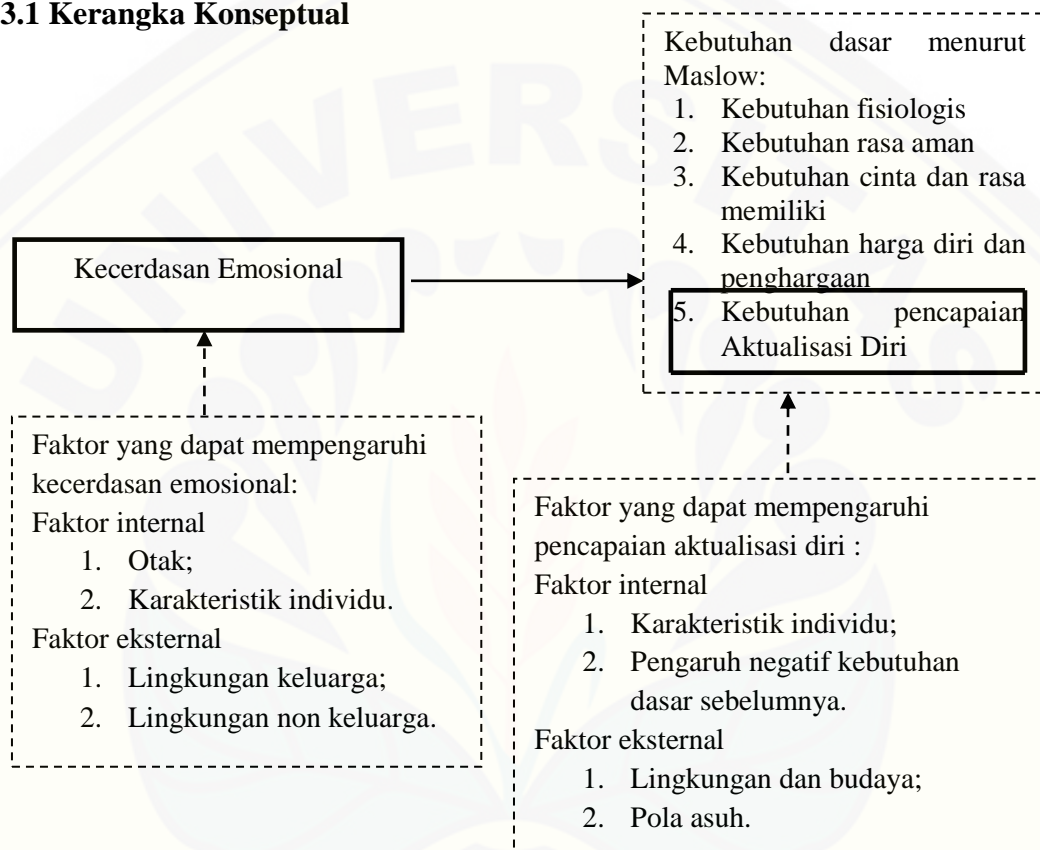 3.1 Kerangka Konseptual
Kebutuhan dasar menurut
Maslow:
1. Kebutuhan fisiologis
2. Kebutuhan rasa aman
3. Kebutuhan cinta dan rasa
memiliki
4. Kebutuhan harga diri dan
penghargaan
5. Kebutuhan pencapaian
Aktualisasi Diri
Kecerdasan Emosional
Faktor yang dapat mempengaruhi
kecerdasan emosional:
Faktor internal
1. Otak;
2. Karakteristik individu.
Faktor eksternal
1. Lingkungan keluarga;
2. Lingkungan non keluarga.
Faktor yang dapat mempengaruhi
pencapaian aktualisasi diri :
Faktor internal
1. Karakteristik individu;
2. Pengaruh negatif kebutuhan
dasar sebelumnya.
Faktor eksternal
1. Lingkungan dan budaya;
2. Pola asuh.
UNIVERSITAS